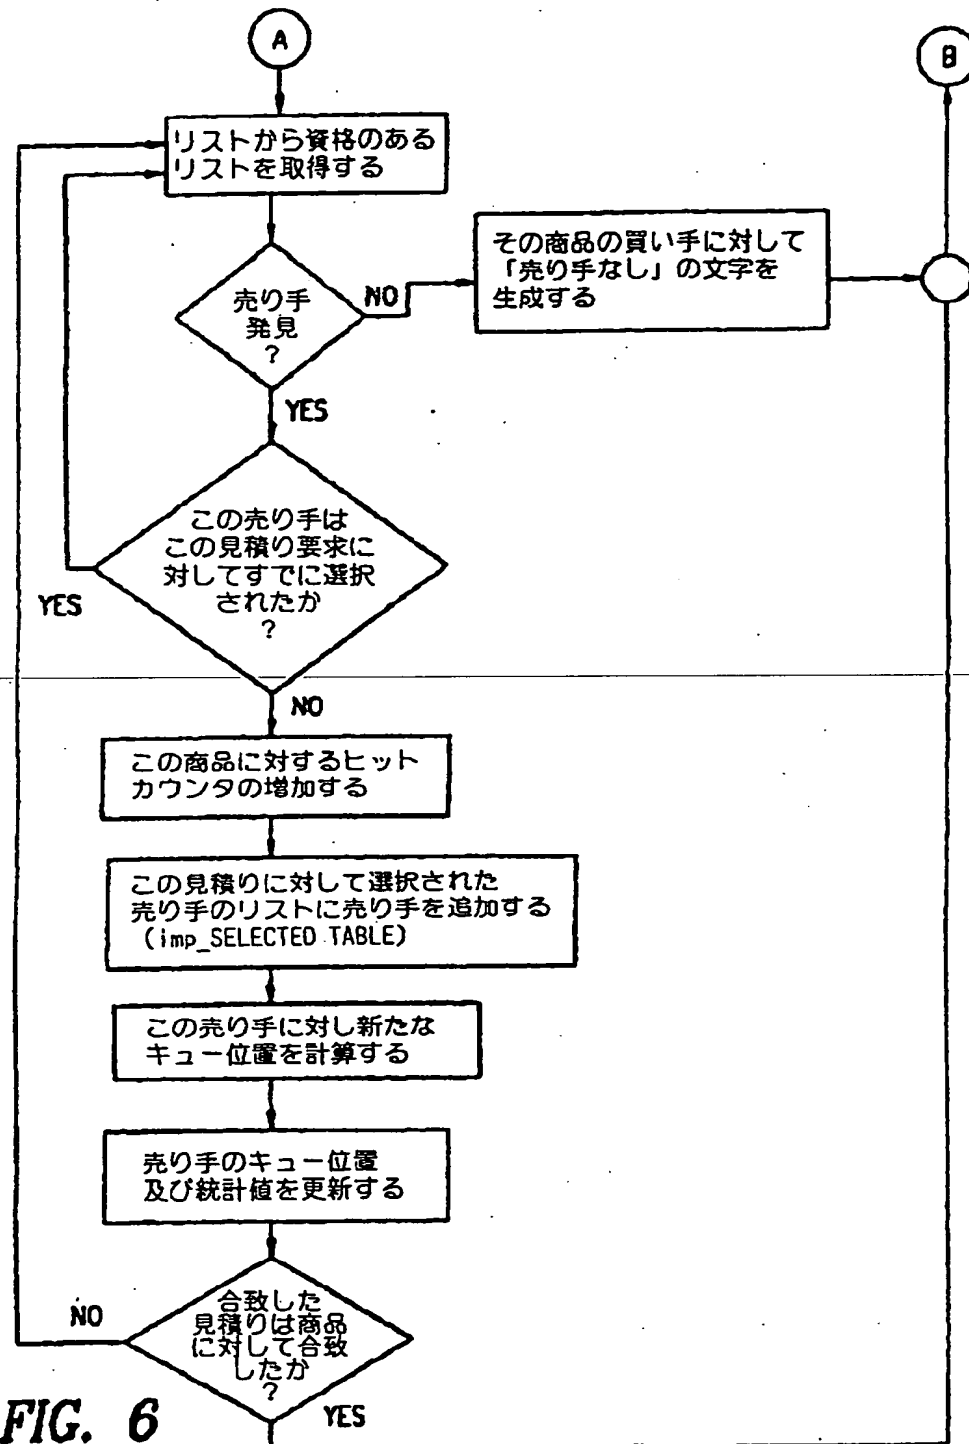 A
B
リストから資格のある
リストを取得する
その商品の買い手に対して
「売り手なし」の文字を
生成する
売り手
発見
?
NO
YES
この売り手は
この見積り要求に
対してすでに選択
されたか
?
YES
NO
この商品に対するヒット
カウンタの増加する
この見積りに対して選択された
売り手のリストに売り手を追加する
(imp_SELECTED TABLE)
この売り手に対し新たな
キュー位置を計算する
売り手のキュー位置
及び統計値を更新する
合致した
見積りは商品
に対して合致
したか
?
NO
YES
FIG. 6